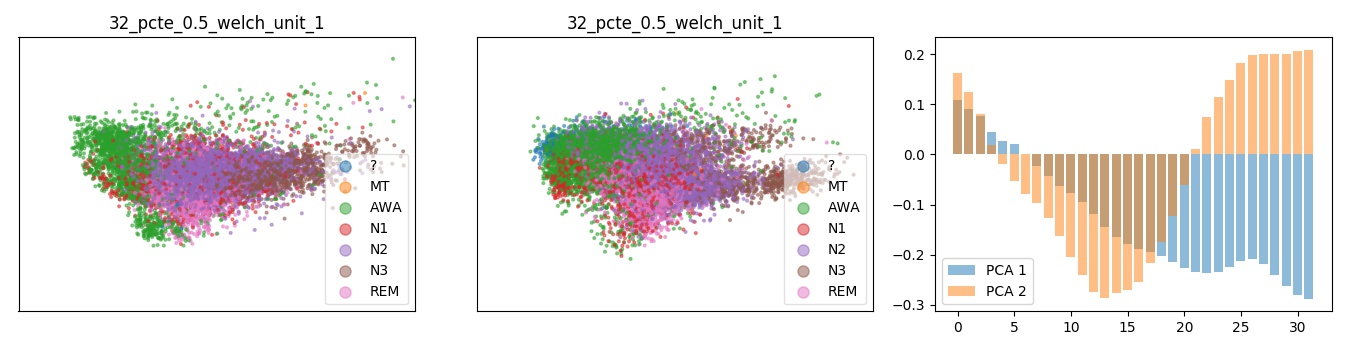 32_pcte_0.5_welch_unit_1
?
MT
AWA
N1
N2
N3
REM
32_pcte_0.5_welch_unit_1
?
MT
AWA
N1
N2
N3
REM
0.2
0.1
0.0
−0.1
−0.2
−0.3
PCA 1
PCA 2
0
5
10
15
20
25
30